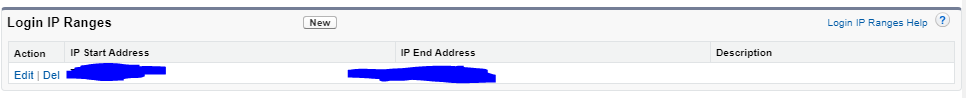 Login IP Ranges New Login IP Ranges Help ?
Action IP Start Address IP End Address Description
Edit | Del